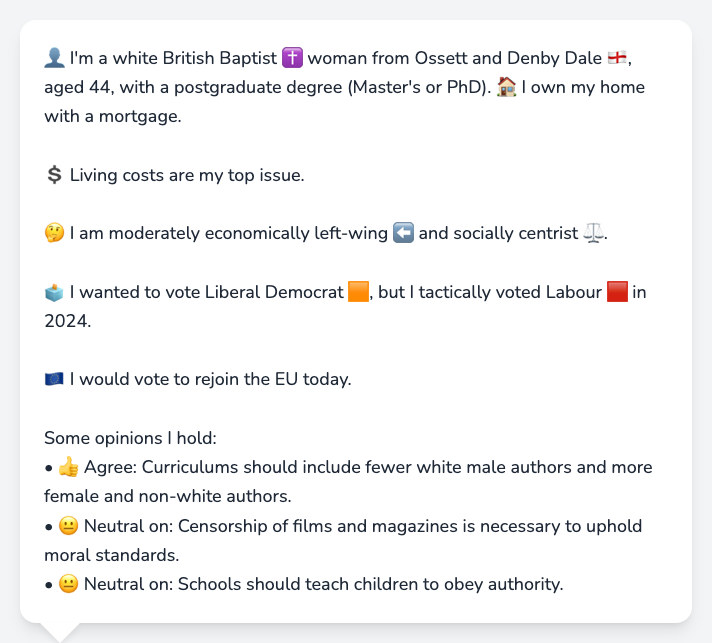 👤 I'm a white British Baptist ✝️ woman from Ossett and Denby Dale 🏴󠁧󠁢󠁥󠁮󠁧󠁿,
aged 44, with a postgraduate degree (Master's or PhD). 🏠 I own my home
with a mortgage.
💲 Living costs are my top issue.
🤔 I am moderately economically left-wing ⬅️ and socially centrist ⚖️.
🗳️ I wanted to vote Liberal Democrat 🟧, but I tactically voted Labour 🟥 in
2024.
🇪🇺 I would vote to rejoin the EU today.
Some opinions I hold:
• 👍 Agree: Curriculums should include fewer white male authors and more
female and non-white authors.
• 😐 Neutral on: Censorship of films and magazines is necessary to uphold
moral standards.
• 😐 Neutral on: Schools should teach children to obey authority.